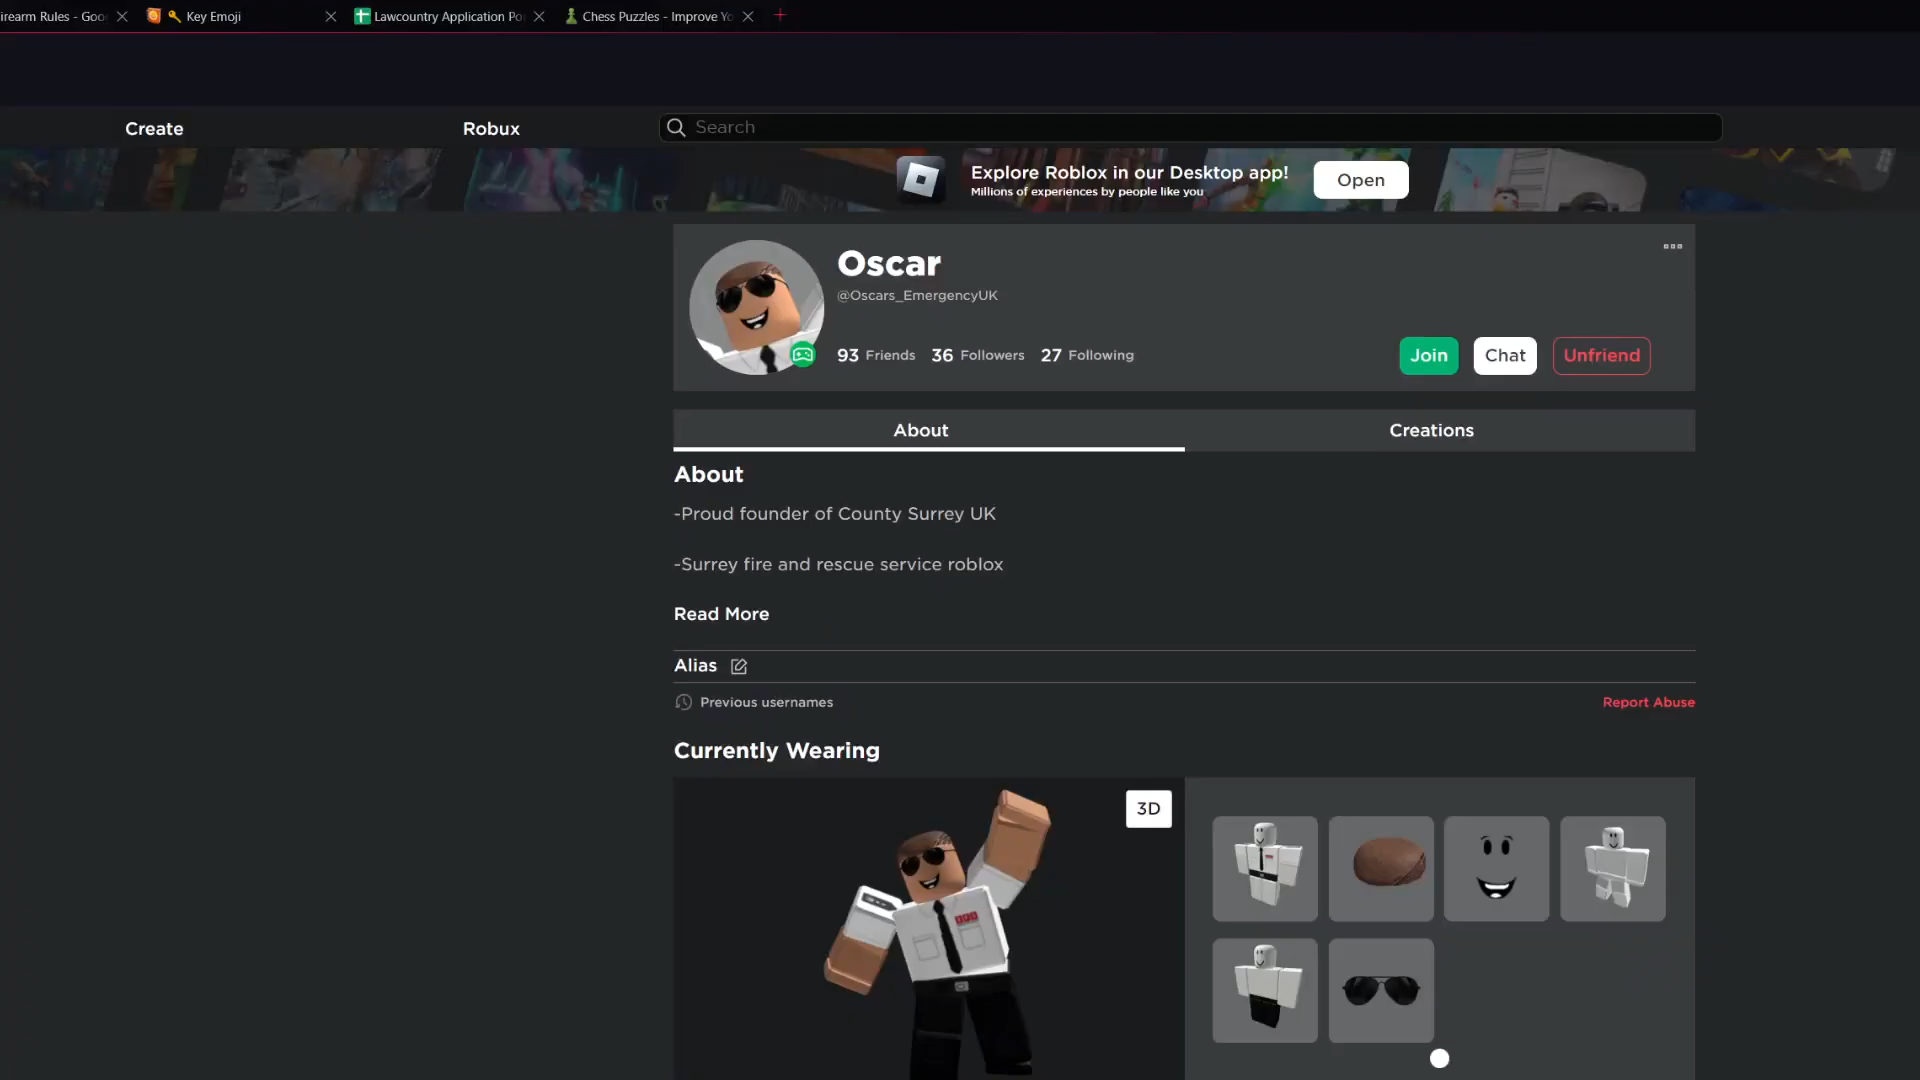 irearm Rules - Goo
Key Emoji
Lawcountry Application Po
Chess Puzzles - Improve Yo
Create
Robux
Search
Explore Roblox in our Desktop app!
Millions of experiences by people like you
Open
Oscar
@Oscars_EmergencyUK
93 Friends 36 Followers 27 Following
Join
Chat
Unfriend
About
Creations
About
-Proud founder of County Surrey UK
-Surrey fire and rescue service roblox
Read More
Alias
Previous usernames
Report Abuse
Currently Wearing
3D